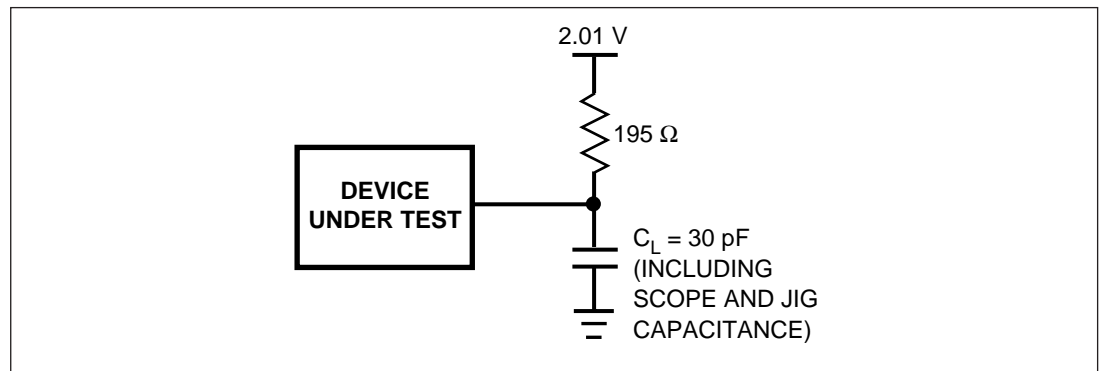 2.01 V
195 Ω
DEVICE
UNDER TEST
C_L = 30 pF
(INCLUDING
SCOPE AND JIG
CAPACITANCE)